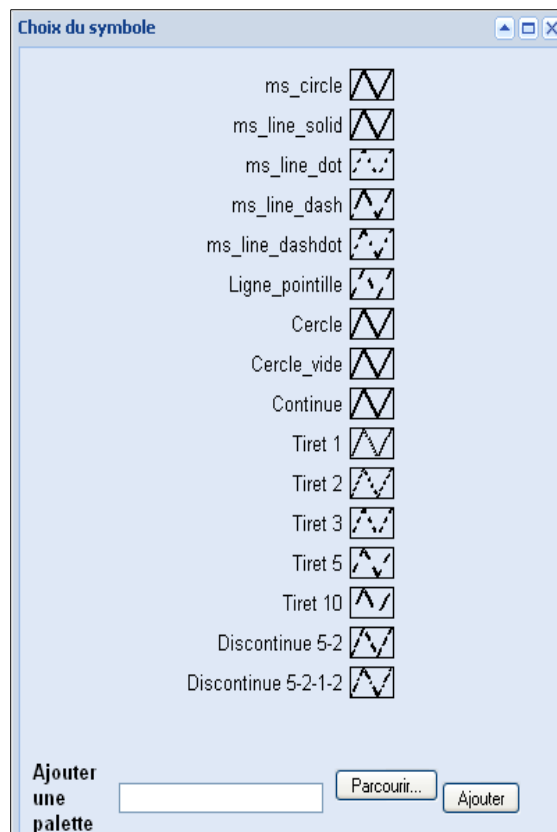 Choix du symbole
ms_circle
ms_line_solid
ms_line_dot
ms_line_dash
ms_line_dashdot
Ligne_pointille
Cercle
Cercle_vide
Continue
Tiret 1
Tiret 2
Tiret 3
Tiret 5
Tiret 10
Discontinue 5-2
Discontinue 5-2-1-2
Ajouter
une
palette
Parcourir...
Ajouter